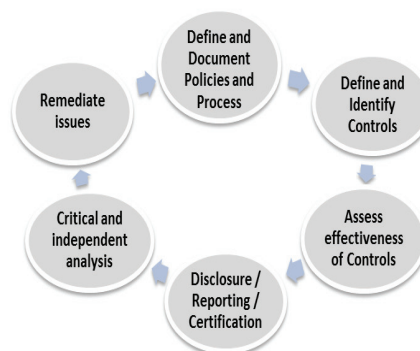 Define and
Document
Policies and
Process
Define and
Identify
Controls
Assess
effectiveness
of Controls
Disclosure /
Reporting /
Certification
Critical and
independent
analysis
Remediate
issues